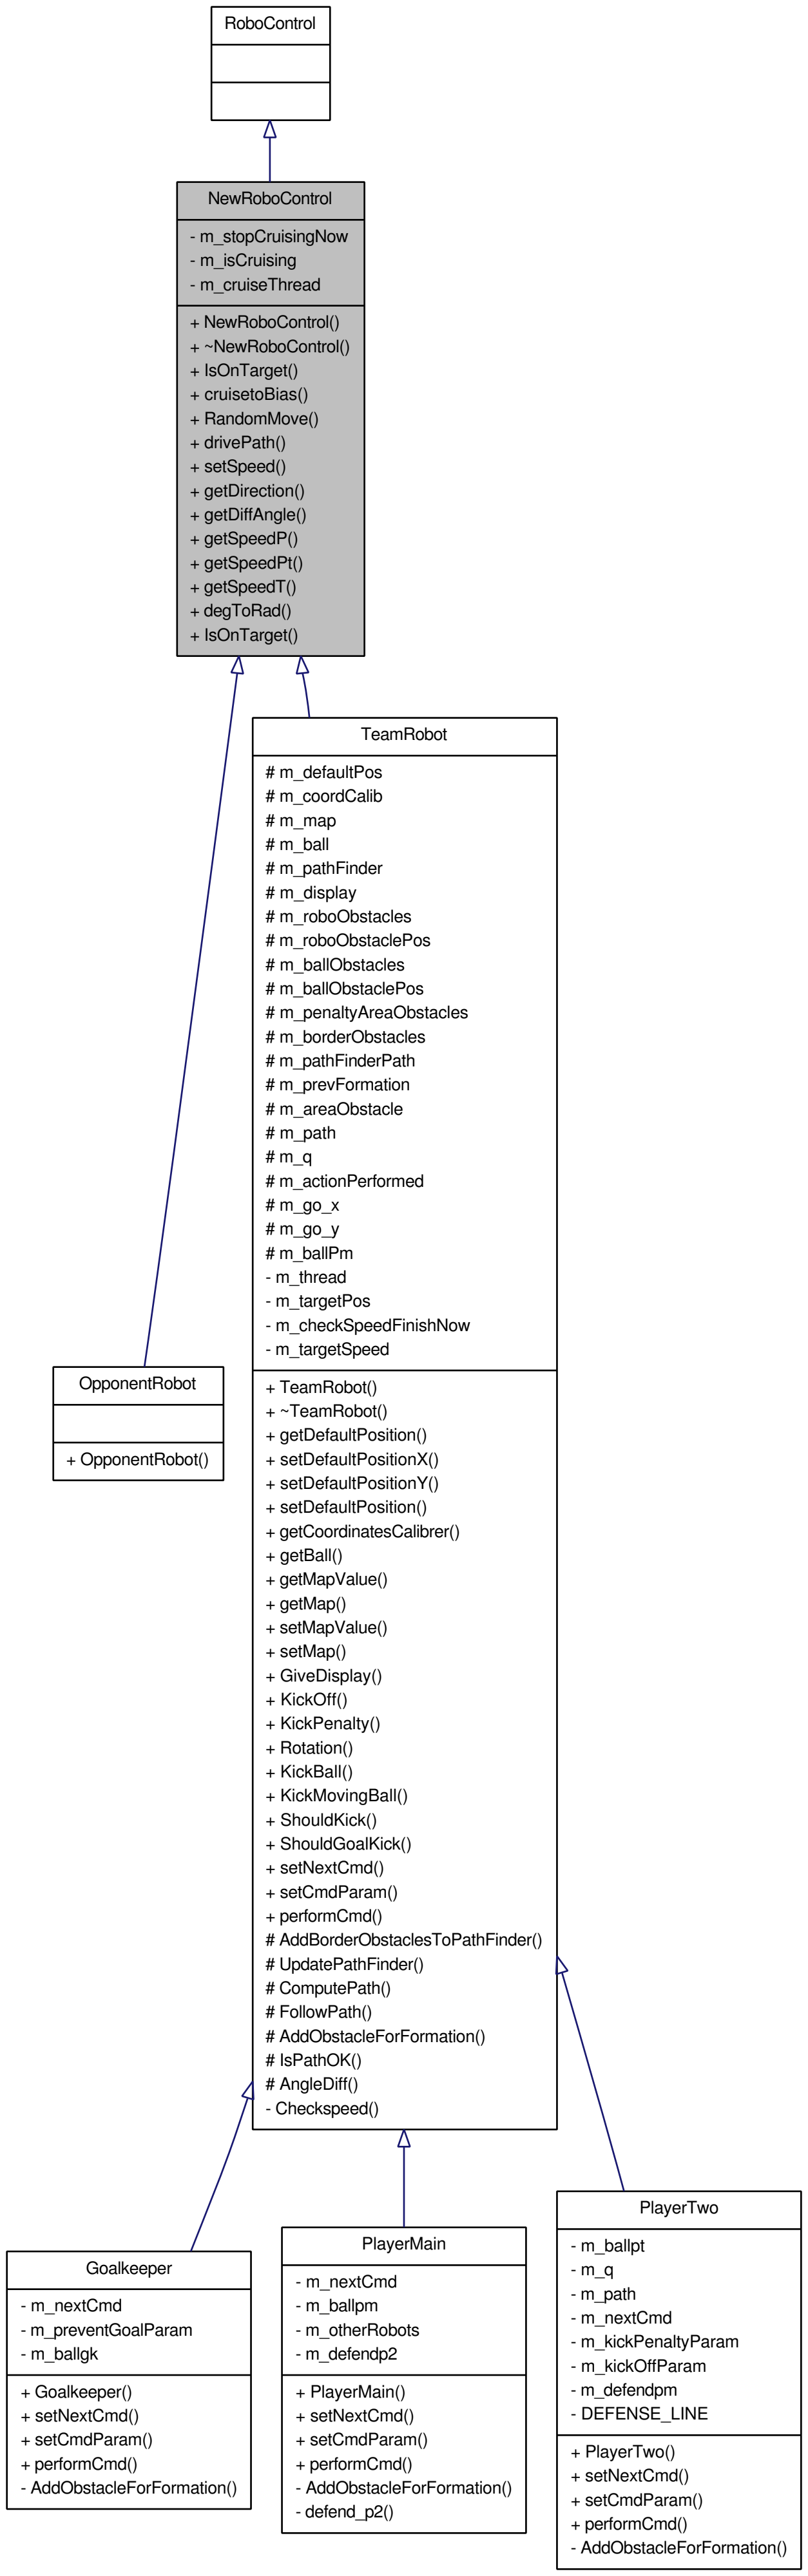 RoboControl
NewRoboControl
- m_stopCruisingNow
- m_isCruising
- m_cruiseThread
+ NewRoboControl()
+ ~NewRoboControl()
+ IsOnTarget()
+ cruisetoBias()
+ RandomMove()
+ drivePath()
+ setSpeed()
+ getDirection()
+ getDiffAngle()
+ getSpeedP()
+ getSpeedPt()
+ getSpeedT()
+ degToRad()
+ IsOnTarget()
TeamRobot
# m_defaultPos
# m_coordCalib
# m_map
# m_ball
# m_pathFinder
# m_display
# m_roboObstacles
# m_roboObstaclePos
# m_ballObstacles
# m_ballObstaclePos
# m_penaltyAreaObstacles
# m_borderObstacles
# m_pathFinderPath
# m_prevFormation
# m_areaObstacle
# m_path
# m_q
# m_actionPerformed
# m_go_x
# m_go_y
# m_ballPm
- m_thread
- m_targetPos
- m_checkSpeedFinishNow
- m_targetSpeed
+ TeamRobot()
+ ~TeamRobot()
+ getDefaultPosition()
+ setDefaultPositionX()
+ setDefaultPositionY()
+ setDefaultPosition()
+ getCoordinatesCalibrer()
+ getBall()
+ getMapValue()
+ getMap()
+ setMapValue()
+ setMap()
+ GiveDisplay()
+ KickOff()
+ KickPenalty()
+ Rotation()
+ KickBall()
+ KickMovingBall()
+ ShouldKick()
+ ShouldGoalKick()
+ setNextCmd()
+ setCmdParam()
+ performCmd()
# AddBorderObstaclesToPathFinder()
# UpdatePathFinder()
# ComputePath()
# FollowPath()
# AddObstacleForFormation()
# IsPathOK()
# AngleDiff()
- Checkspeed()
OpponentRobot
+ OpponentRobot()
Goalkeeper
- m_nextCmd
- m_preventGoalParam
- m_ballgk
+ Goalkeeper()
+ setNextCmd()
+ setCmdParam()
+ performCmd()
- AddObstacleForFormation()
PlayerMain
- m_nextCmd
- m_ballpm
- m_otherRobots
- m_defendp2
+ PlayerMain()
+ setNextCmd()
+ setCmdParam()
+ performCmd()
- AddObstacleForFormation()
- defend_p2()
PlayerTwo
- m_ballpt
- m_q
- m_path
- m_nextCmd
- m_kickPenaltyParam
- m_kickOffParam
- m_defendpm
- DEFENSE_LINE
+ PlayerTwo()
+ setNextCmd()
+ setCmdParam()
+ performCmd()
- AddObstacleForFormation()